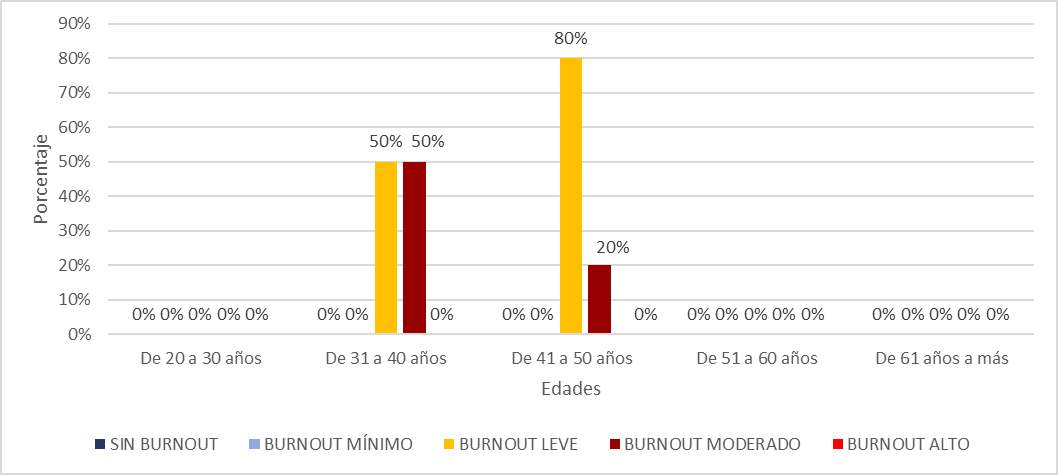 90%
80%
70%
60%
50%
40%
30%
20%
10%
0%
Porcentaje
0% 0% 0% 0% 0%
0% 0% 50% 50% 0%
0% 0% 80% 20% 0%
0% 0% 0% 0% 0%
0% 0% 0% 0% 0%
De 20 a 30 años
De 31 a 40 años
De 41 a 50 años
De 51 a 60 años
De 61 años a más
Edades
SIN BURNOUT
BURNOUT MÍNIMO
BURNOUT LEVE
BURNOUT MODERADO
BURNOUT ALTO